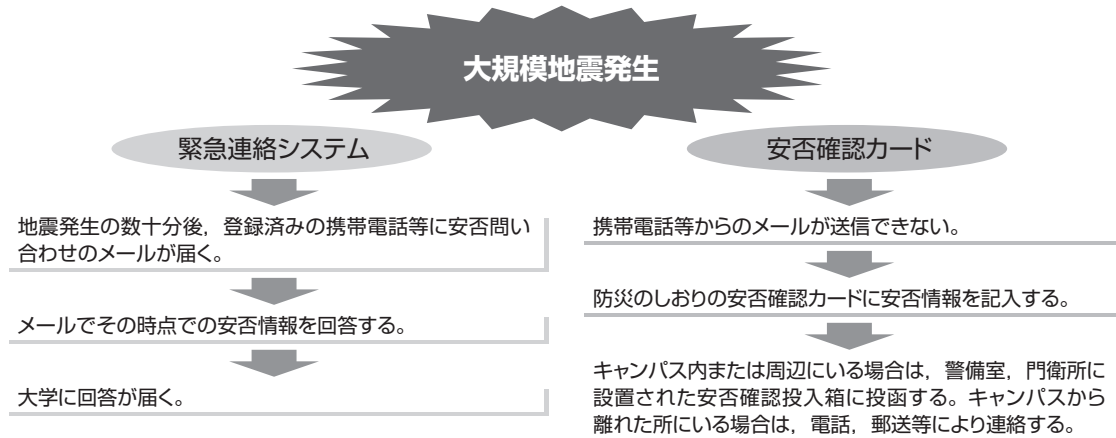 大規模地震発生
緊急連絡システム
地震発生の数十分後，登録済みの携帯電話等に安否問い
合わせのメールが届く。
メールでその時点での安否情報を回答する。
大学に回答が届く。
安否確認カード
携帯電話等からのメールが送信できない。
防災のしおりの安否確認カードに安否情報を記入する。
キャンパス内または周辺にいる場合は，警備室，門衛所に
設置された安否確認投入箱に投函する。キャンパスから
離れた所にいる場合は，電話，郵送等により連絡する。